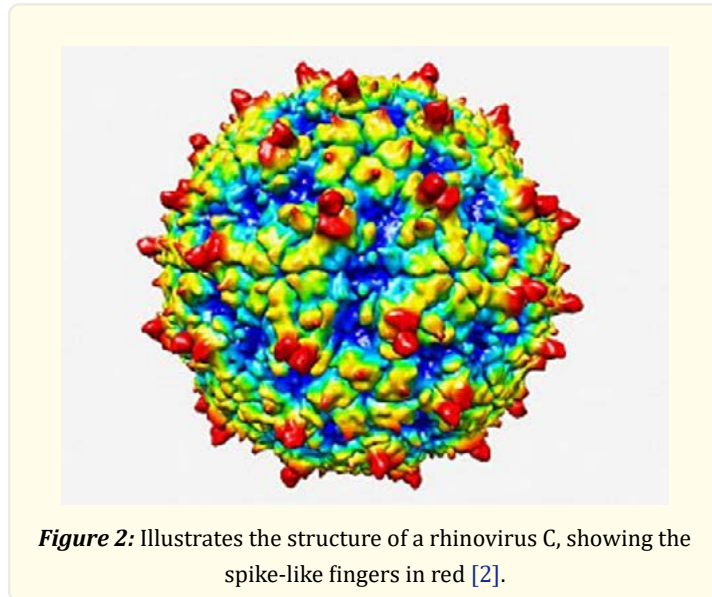 Figure 2: Illustrates the structure of a rhinovirus C, showing the
spike-like fingers in red [2].